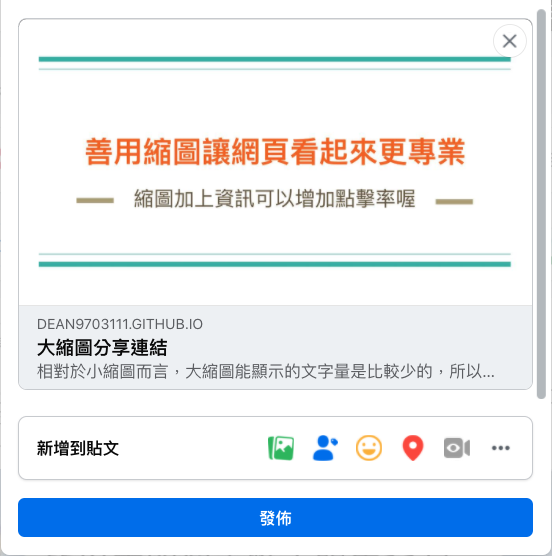 善用縮圖讓網頁看起來更專業
縮圖加上資訊可以增加點擊率喔
DEAN9703111.GITHUB.IO
大縮圖分享連結
相對於小縮圖而言，大縮圖能顯示的文字量是比較少的，所以...
新增到貼文
發佈